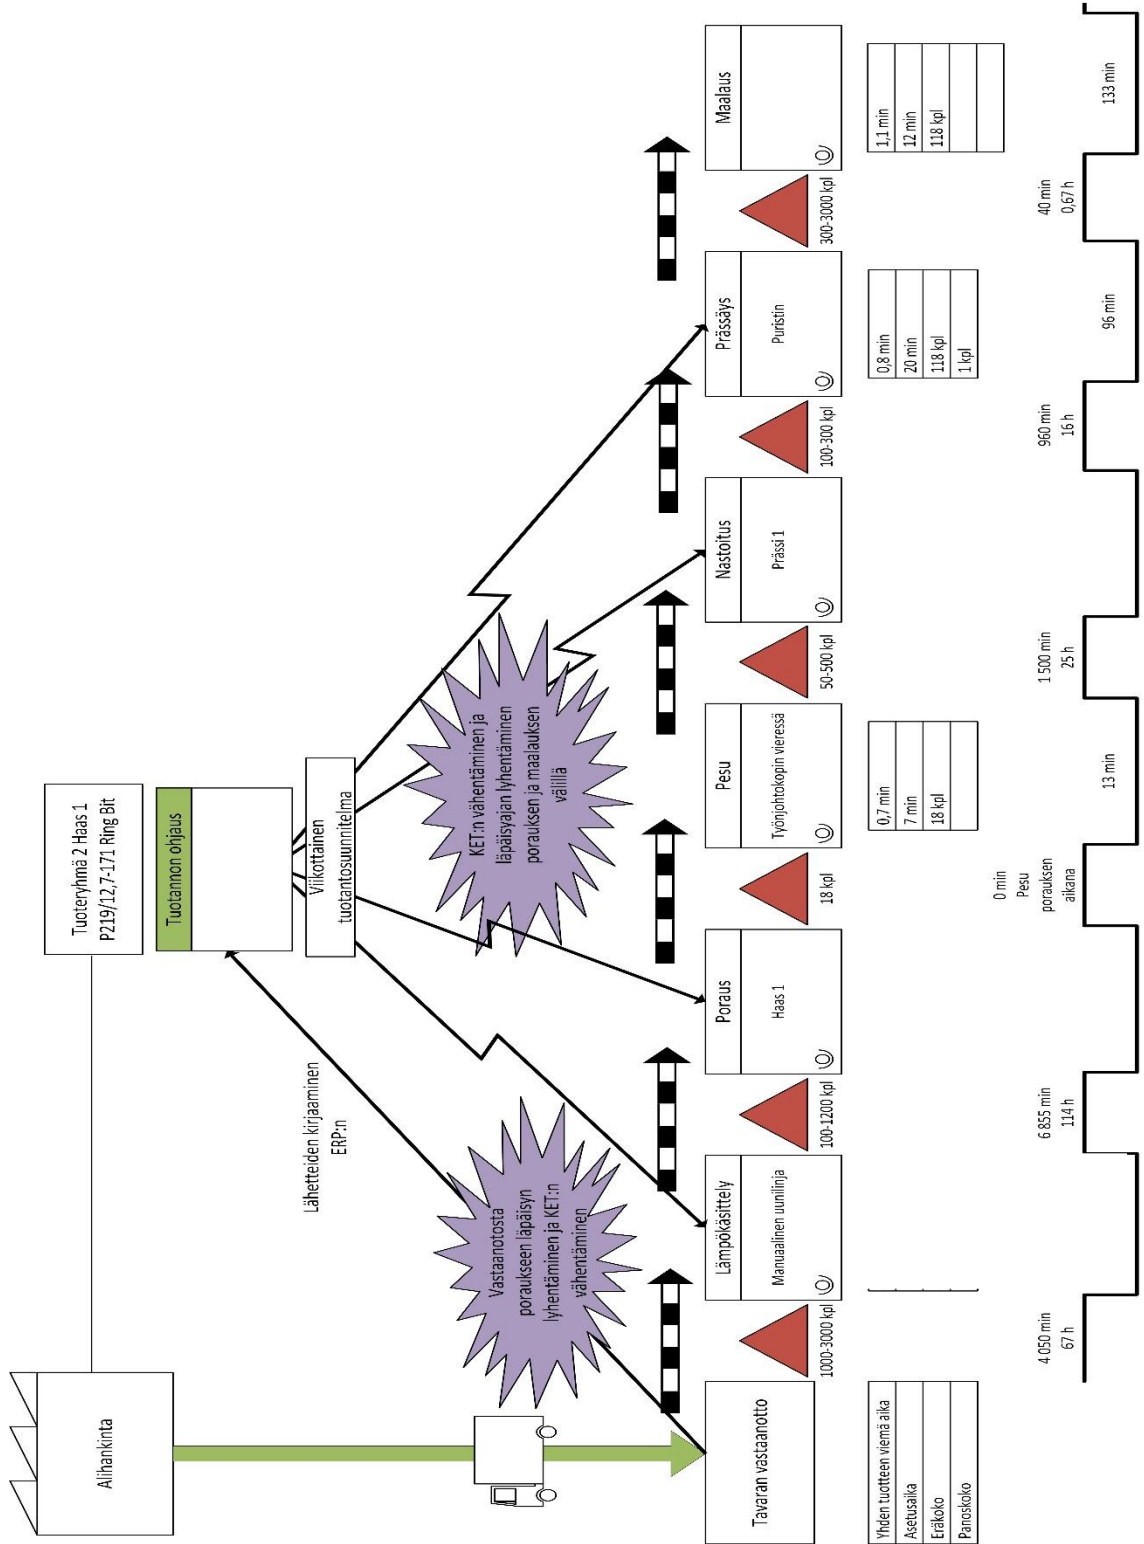 Alihankinta
Tuoteryhmä 2 Haas 1
P219/12,7-171 Ring Bit
Tuotannon ohjaus
Viikottainen
tuotantosuunnitelma
Lähetteiden kirjaaminen
ERP:n
Vastaanotosta
poraukseen läpäisyn
lyhentäminen ja KET:n
vähentäminen
KET:n vähentäminen ja
läpäisyajan lyhentäminen
porauksen ja maalauksen
välillä
Tavaran vastaanotto
1000-3000 kpl
Lämpökäsittely
Manuaalinen uunilinja
100-1200 kpl
Poraus
Haas 1
18 kpl
Pesu
Työnjohtokopin vieressä
50-500 kpl
Nastoitus
Prässi 1
100-300 kpl
Prässäys
Puristin
300-3000 kpl
Maalaus
Yhden tuotteen viemä aika
Asetusaika
Eräkoko
Panoskoko
0,7 min
7 min
18 kpl
0,8 min
20 min
118 kpl
1 kpl
1,1 min
12 min
118 kpl
4 050 min
67 h
6 855 min
114 h
0 min
Pesu
porauksen
aikana
13 min
1 500 min
25 h
960 min
16 h
96 min
40 min
0,67 h
133 min